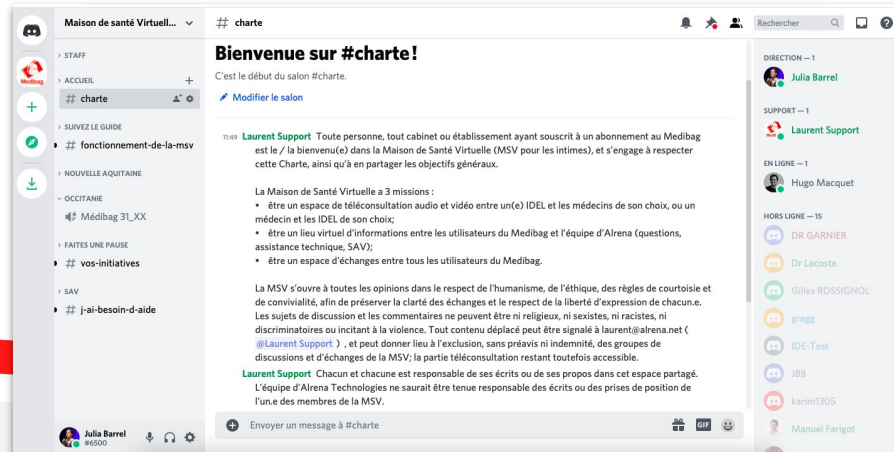 Maison de santé Virtuell...
# charte
Rechercher
Medibag
STAFF
ACCUEIL
# charte
SUIVEZ LE GUIDE
# fonctionnement-de-la-msv
NOUVELLE AQUITAINE
OCCITANIE
Médibag 31_XX
FAITES UNE PAUSE
# vos-initiatives
SAV
# j-ai-besoin-d-aide
Julia Barrel
#6500
Bienvenue sur #charte !
C'est le début du salon #charte.
Modifier le salon
11:49 Laurent Support Toute personne, tout cabinet ou établissement ayant souscrit à un abonnement au Medibag
est le / la bienvenu(e) dans la Maison de Santé Virtuelle (MSV pour les intimes), et s'engage à respecter
cette Charte, ainsi qu'à en partager les objectifs généraux.
La Maison de Santé Virtuelle a 3 missions :
• être un espace de téléconsultation audio et vidéo entre un(e) IDEL et les médecins de son choix, ou un
médecin et les IDEL de son choix;
• être un lieu virtuel d'informations entre les utilisateurs du Medibag et l'équipe d'Alrena (questions,
assistance technique, SAV);
• être un espace d'échanges entre tous les utilisateurs du Medibag.
La MSV s'ouvre à toutes les opinions dans le respect de l'humanisme, de l'éthique, des règles de courtoisie et
de convivialité, afin de préserver la clarté des échanges et le respect de la liberté d'expression de chacun.e.
Les sujets de discussion et les commentaires ne peuvent être ni religieux, ni sexistes, ni racistes, ni
discriminatoires ou incitant à la violence. Tout contenu déplacé peut être signalé à laurent@alrena.net (
@Laurent Support ) , et peut donner lieu à l'exclusion, sans préavis ni indemnité, des groupes de
discussions et d'échanges de la MSV; la partie téléconsultation restant toutefois accessible.
Laurent Support Chacun et chacune est responsable de ses écrits ou de ses propos dans cet espace partagé.
L'équipe d'Alrena Technologies ne saurait être tenue responsable des écrits ou des prises de position de
l'un.e des membres de la MSV.
Envoyer un message à #charte
GIF
DIRECTION — 1
Julia Barrel
SUPPORT — 1
Laurent Support
EN LIGNE — 1
Hugo Macquet
HORS LIGNE — 15
DR GARNIER
Dr Lacoste
Gilles ROSSIGNOL
gregg
IDE-Test
JBB
karim1305
Manuel Farigot